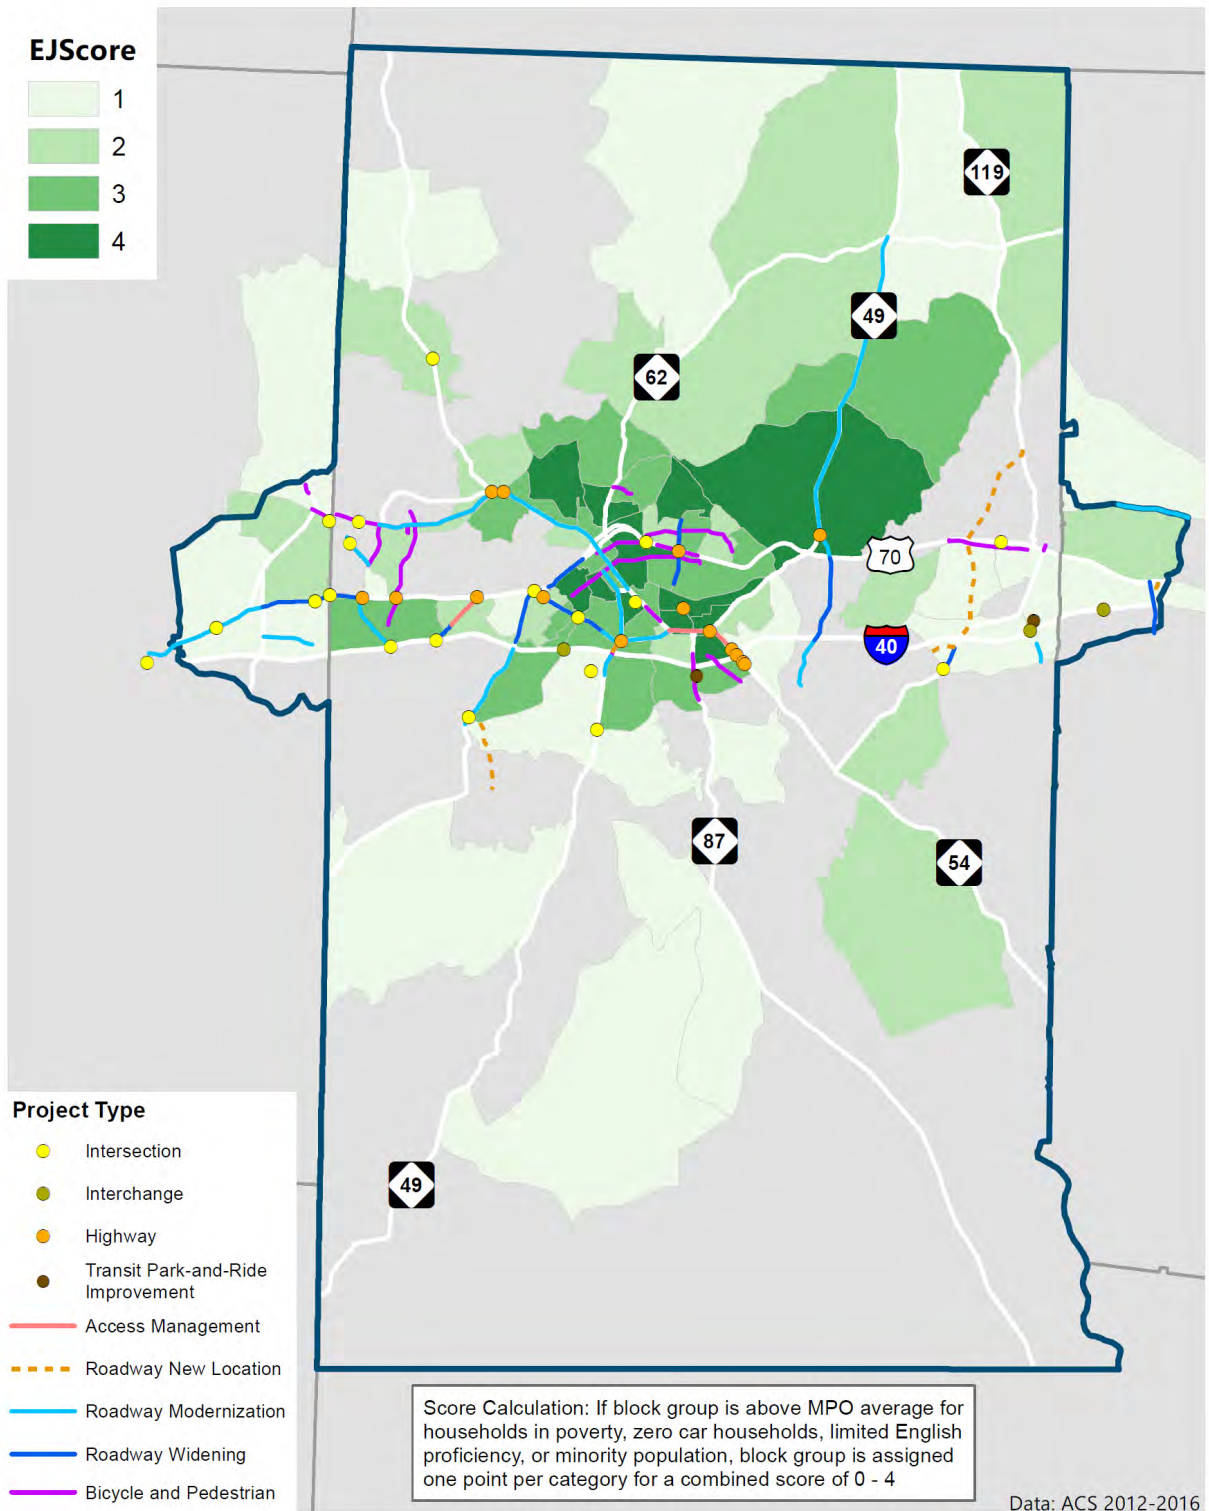 EJScore
1
2
3
4
119
49
62
70
40
87
54
49
Project Type
Intersection
Interchange
Highway
Transit Park-and-Ride
Improvement
Access Management
Roadway New Location
Roadway Modernization
Roadway Widening
Bicycle and Pedestrian
Score Calculation: If block group is above MPO average for
households in poverty, zero car households, limited English
proficiency, or minority population, block group is assigned
one point per category for a combined score of 0 - 4
Data: ACS 2012-2016